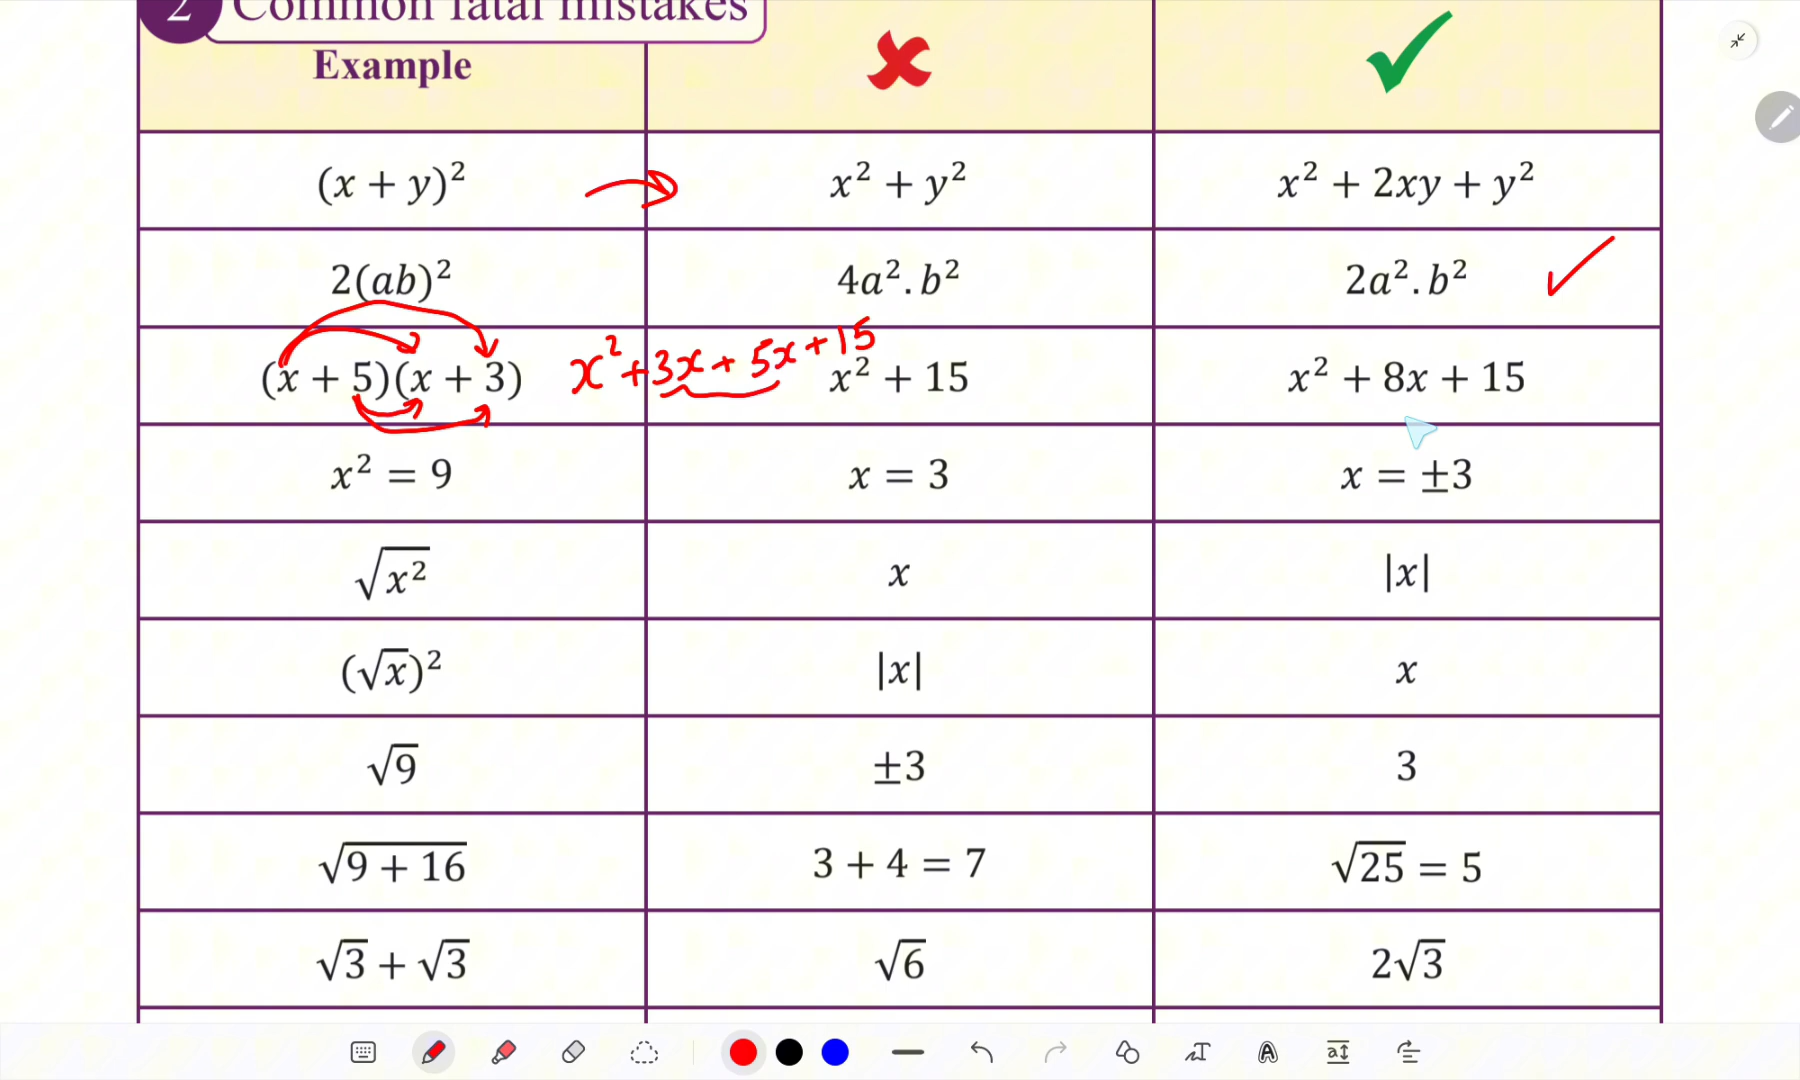 2 Common fatal mistakes
Example ✘ ✓
(x + y)² x² + y² x² + 2xy + y²
2(ab)² 4a².b² 2a².b²
(x + 5)(x + 3) x² + 3x + 5x + 15 x² + 15 x² + 8x + 15
x² = 9 x = 3 x = ±3
√x² x |x|
(√x)² |x| x
√9 ±3 3
√9 + 16 3 + 4 = 7 √25 = 5
√3 + √3 √6 2√3